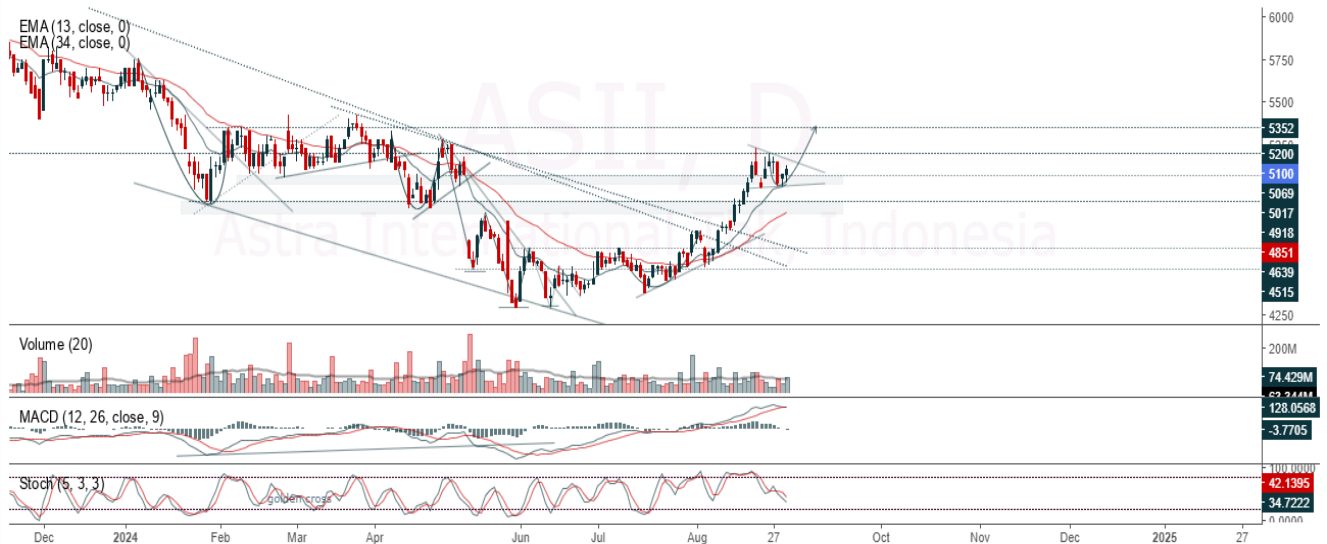 EMA (13, close, 0)
EMA (34, close, 0)
ASII, D
Astra International Tbk, Indonesia
6000
5750
5500
5352
5200
5100
5069
5017
4918
4851
4639
4515
4250
Volume (20)
200M
74.429M
MACD (12, 26, close, 9)
128.0568
-3.7705
Stoch (5, 3, 3)
golden cross
100.0000
42.1395
34.7222
0.0000
Dec 2024 Feb Mar Apr Jun Jul Aug 27 Oct Nov Dec 2025 27